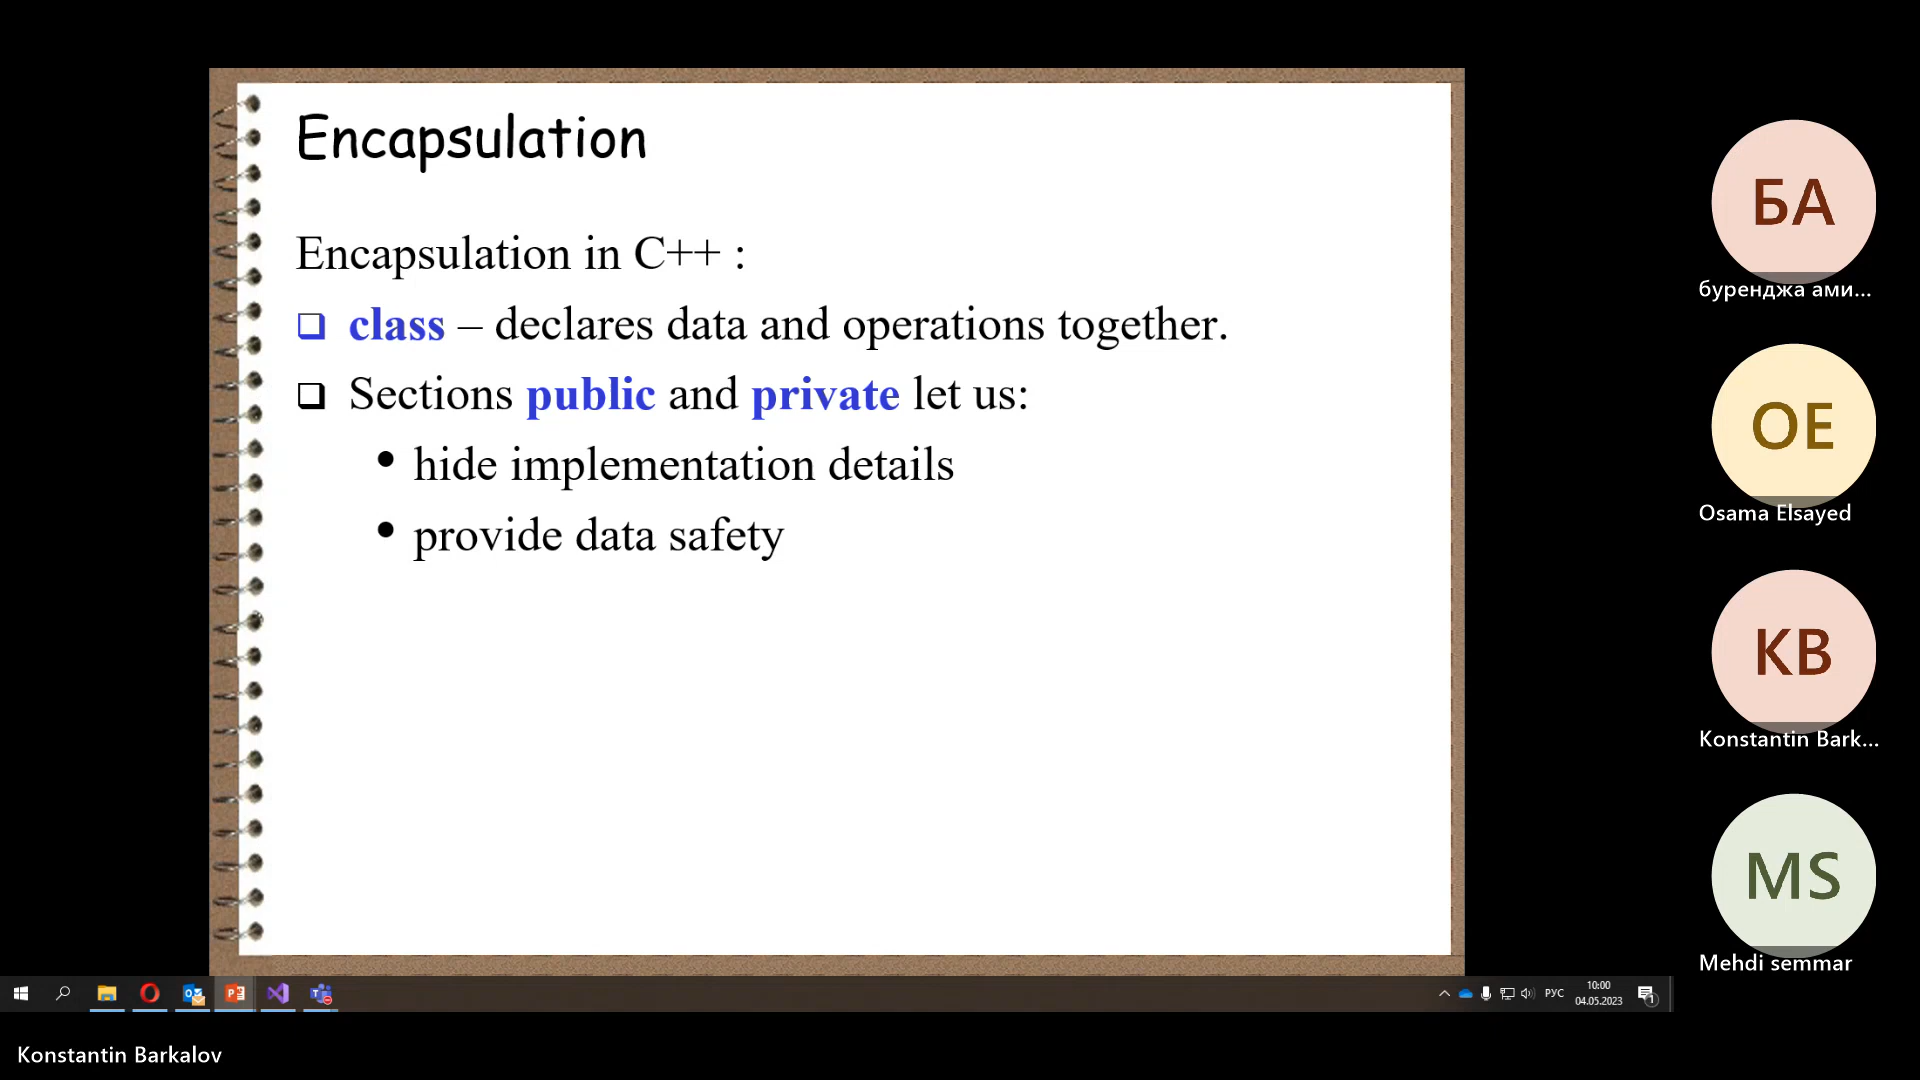 Encapsulation
Encapsulation in C++ :
class – declares data and operations together.
Sections public and private let us:
• hide implementation details
• provide data safety
БА
буренджа ами...
OE
Osama Elsayed
KB
Konstantin Bark...
MS
Mehdi semmar
РУС
10:00
04.05.2023
1
Konstantin Barkalov